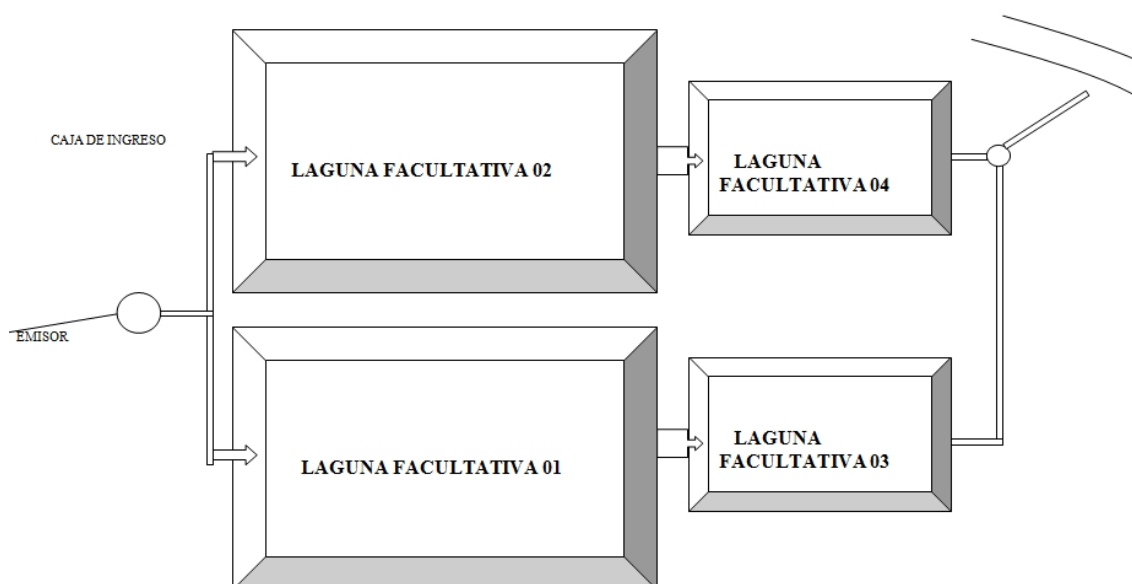 CAJA DE INGRESO
LAGUNA FACULTATIVA 02
LAGUNA
FACULTATIVA 04
EMISOR
LAGUNA FACULTATIVA 01
LAGUNA
FACULTATIVA 03